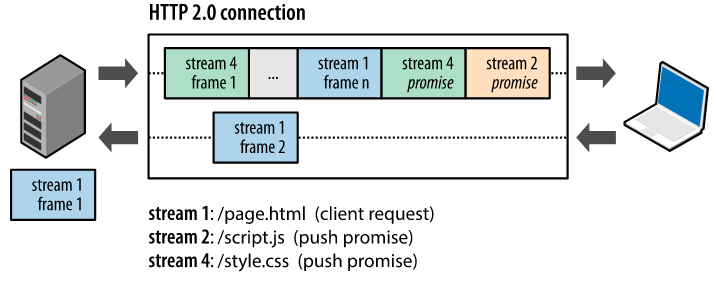 HTTP 2.0 connection
stream 4
frame 1
...
stream 1
frame n
stream 4
promise
stream 2
promise
stream 1
frame 2
stream 1
frame 1
stream 1: /page.html (client request)
stream 2: /script.js (push promise)
stream 4: /style.css (push promise)